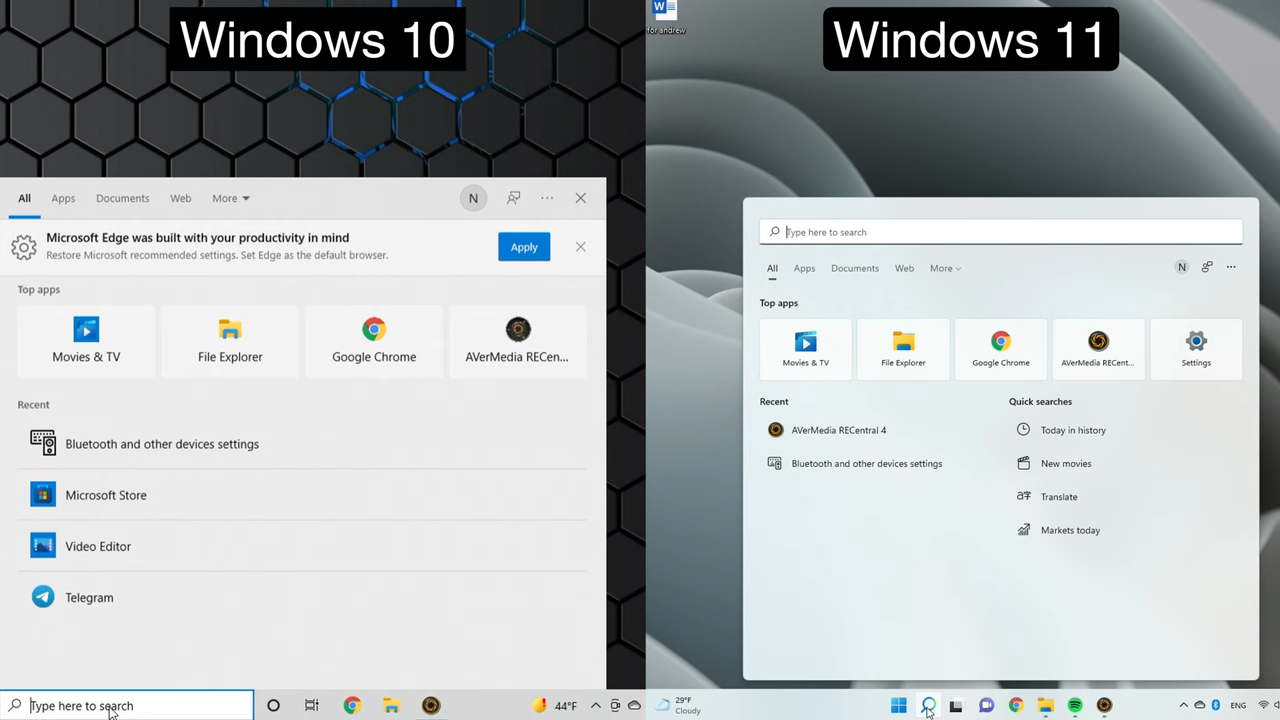 Windows 10
All Apps Documents Web More N
Microsoft Edge was built with your productivity in mind
Restore Microsoft recommended settings. Set Edge as the default browser.
Apply
Top apps
Movies & TV
File Explorer
Google Chrome
AVerMedia RECen...
Recent
Bluetooth and other devices settings
Microsoft Store
Video Editor
Telegram
Type here to search
44°F
for andrew
Windows 11
Type here to search
All Apps Documents Web More N
Top apps
Movies & TV
File Explorer
Google Chrome
AVerMedia RECent...
Settings
Recent
AVerMedia RECentral 4
Bluetooth and other devices settings
Quick searches
Today in history
New movies
Translate
Markets today
29°F
Cloudy
ENG